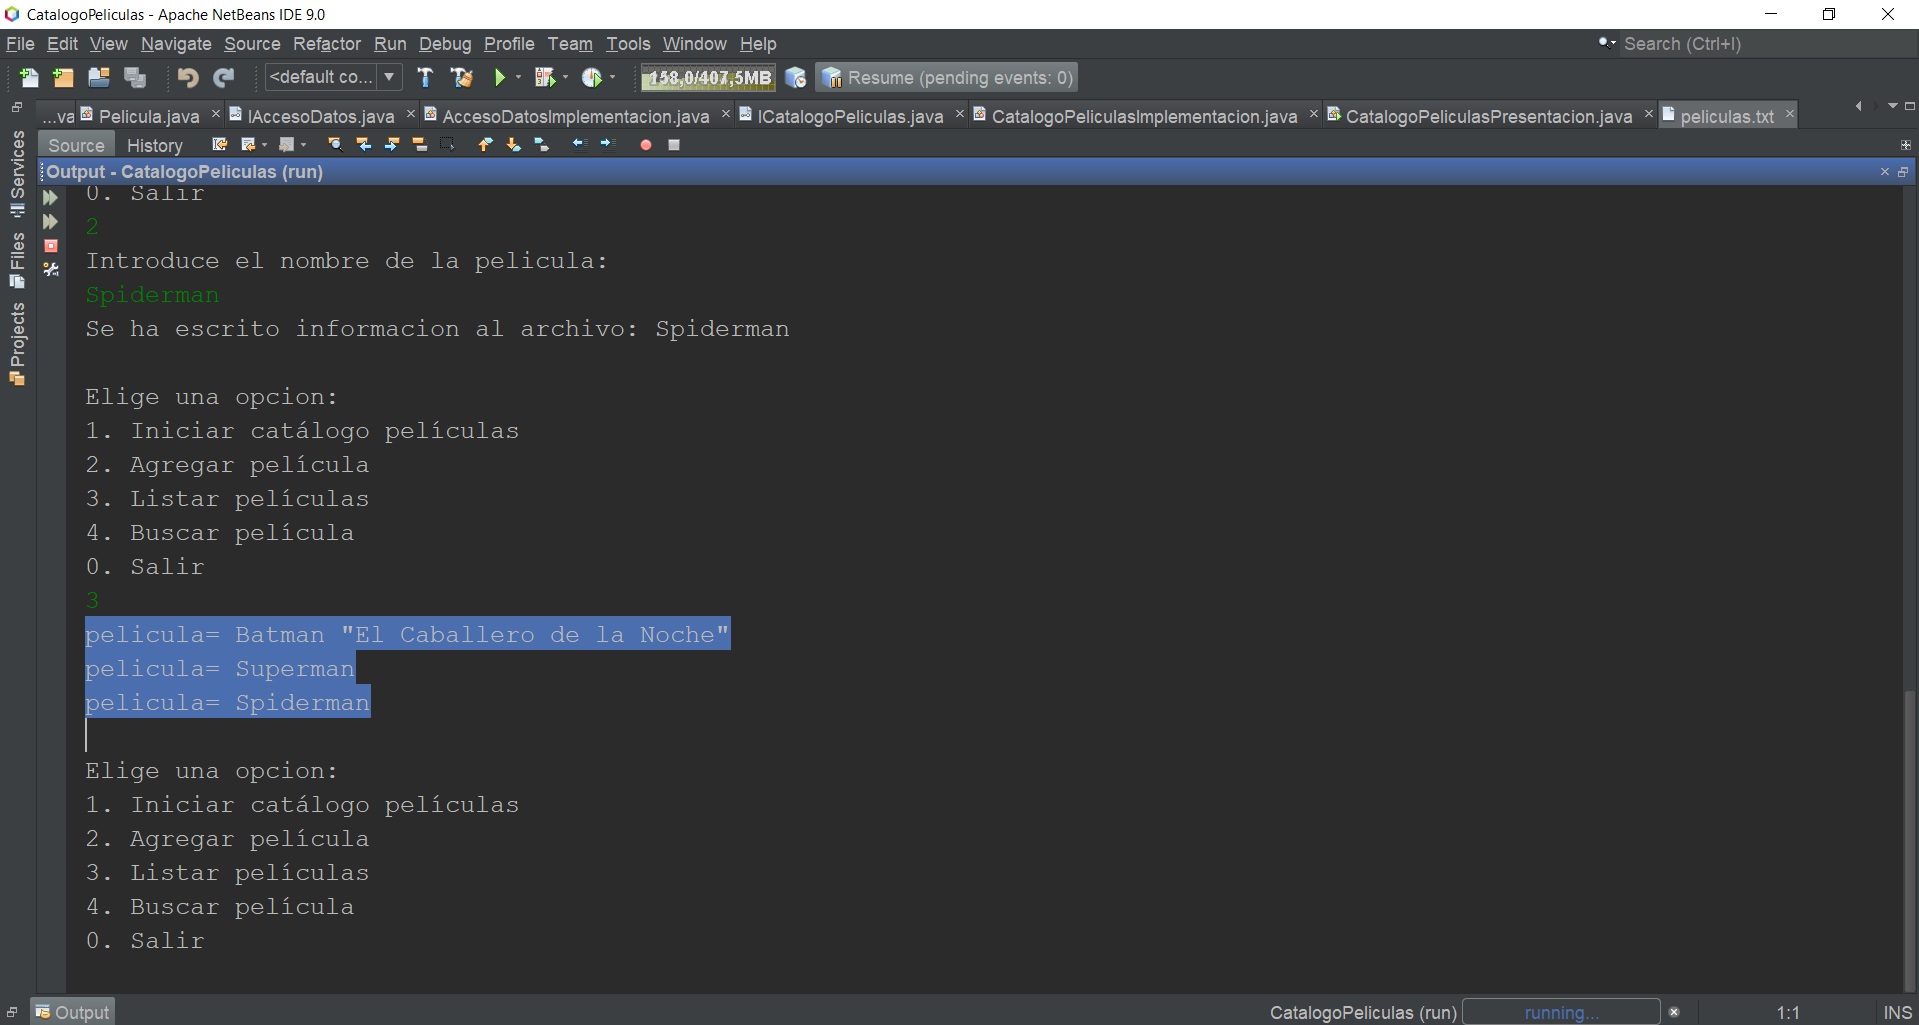 CatalogoPeliculas - Apache NetBeans IDE 9.0
File Edit View Navigate Source Refactor Run Debug Profile Team Tools Window Help
Search (Ctrl+I)
<default co...
158,0/407,5MB
Resume (pending events: 0)
...va Pelicula.java IAccesoDatos.java AccesoDatosImplementacion.java ICatalogoPeliculas.java CatalogoPeliculasImplementacion.java CatalogoPeliculasPresentacion.java peliculas.txt
Source History
Services
Files
Projects
Output - CatalogoPeliculas (run)
0. Salir
2
Introduce el nombre de la pelicula:
Spiderman
Se ha escrito informacion al archivo: Spiderman
Elige una opcion:
1. Iniciar catálogo películas
2. Agregar película
3. Listar películas
4. Buscar película
0. Salir
3
pelicula= Batman "El Caballero de la Noche"
pelicula= Superman
pelicula= Spiderman
Elige una opcion:
1. Iniciar catálogo películas
2. Agregar película
3. Listar películas
4. Buscar película
0. Salir
Output
CatalogoPeliculas (run) running... 1:1 INS